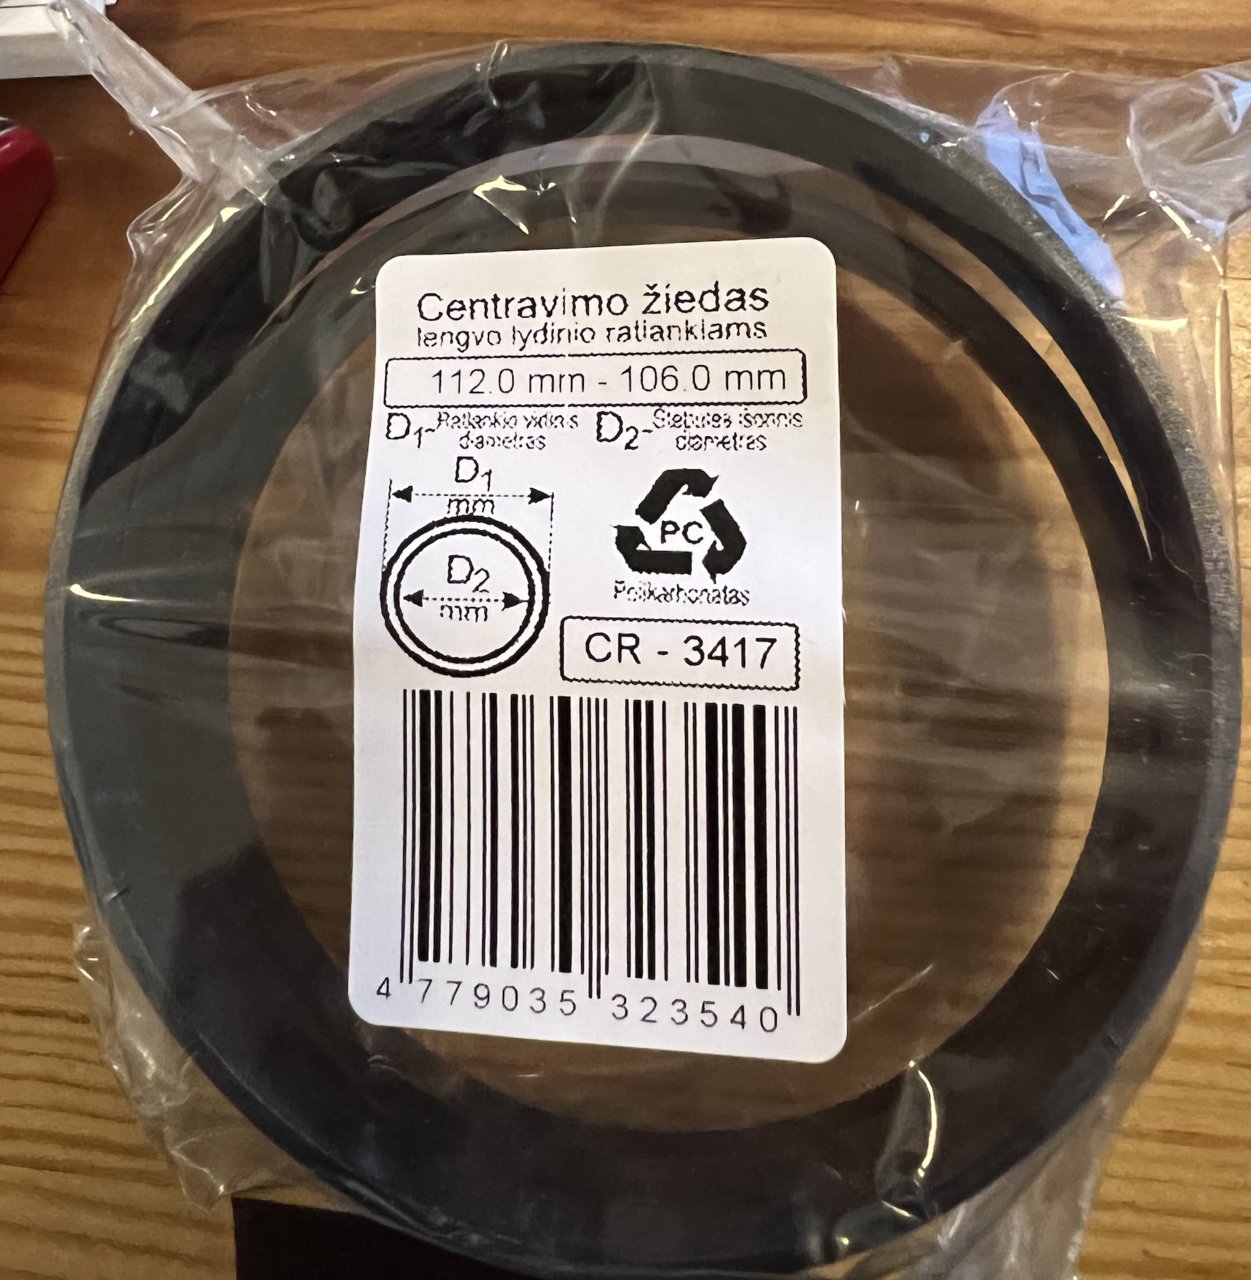 Centravimo žiedas
lengvo lydinio ratlankiams
112.0 mm - 106.0 mm
D1-Ratlankio vidinis
diametras
D2-Stebulės išorinis
diametras
D1
mm
D2
mm
PC
Polikarbonatas
CR - 3417
4 779035 323540